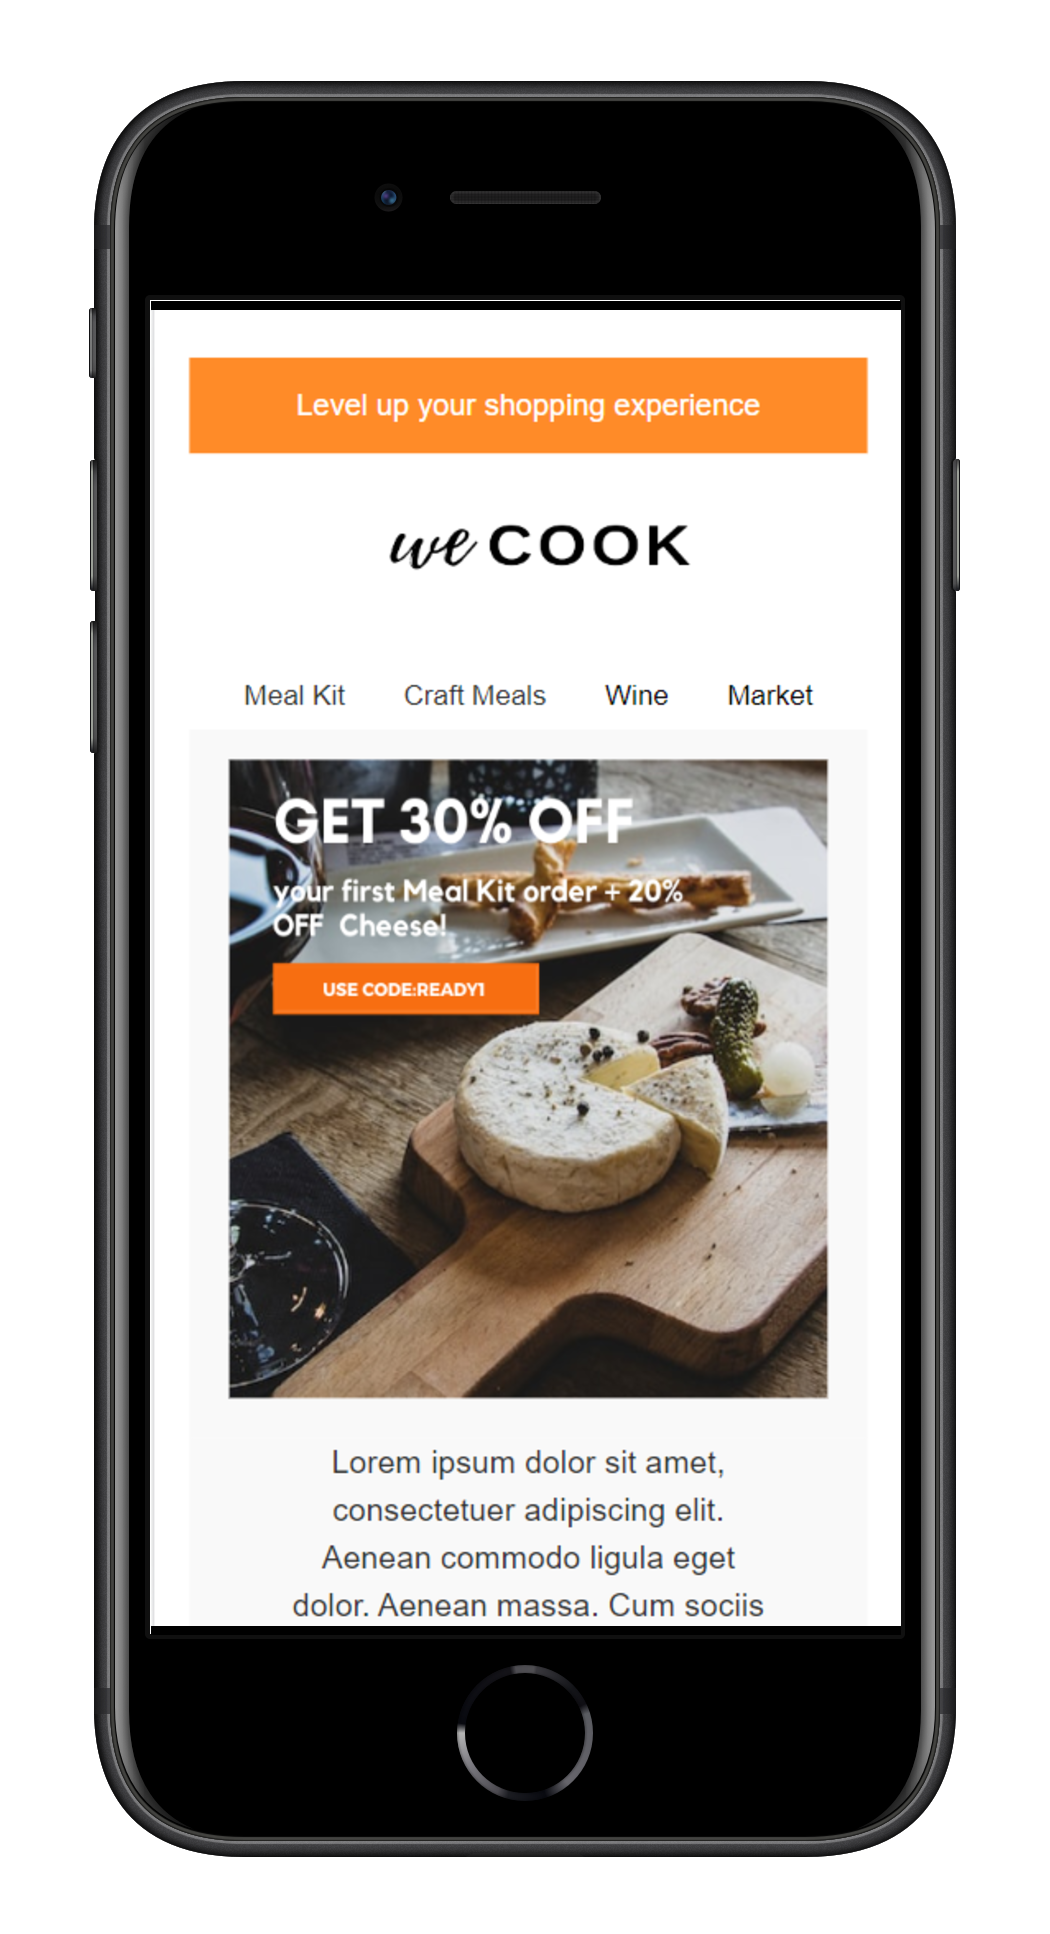 Level up your shopping experience
we COOK
Meal Kit Craft Meals Wine Market
GET 30% OFF
your first Meal Kit order + 20%
OFF Cheese!
USE CODE:READY1
Lorem ipsum dolor sit amet,
consectetuer adipiscing elit.
Aenean commodo ligula eget
dolor. Aenean massa. Cum sociis